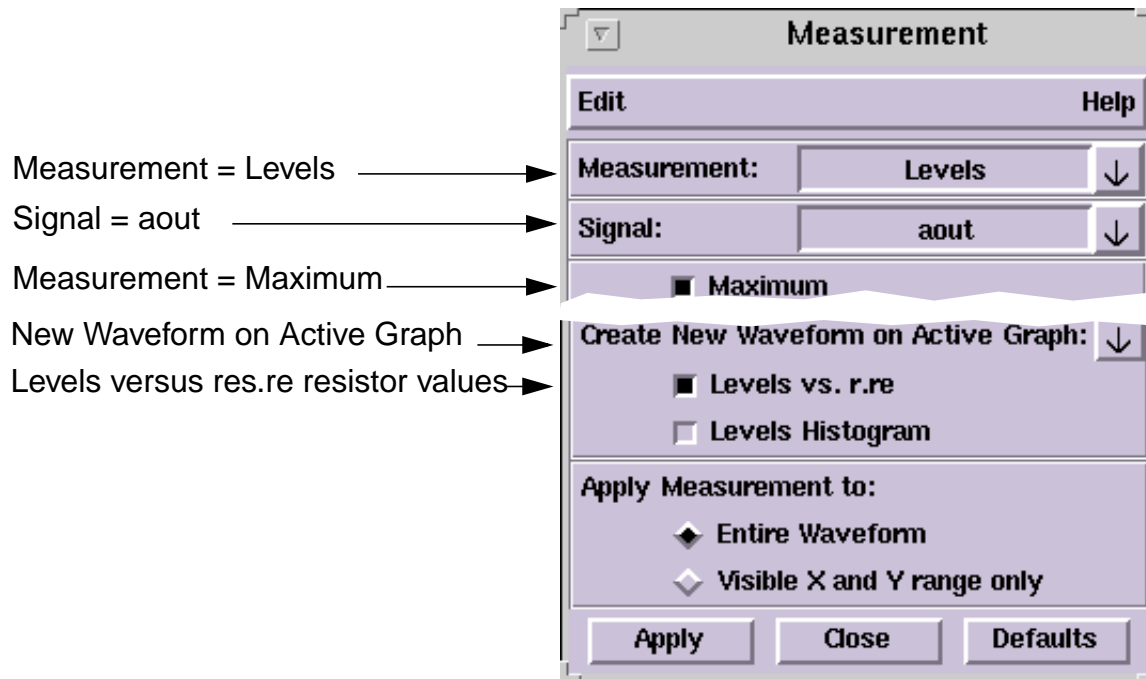 Measurement
Edit Help
Measurement = Levels
Measurement: Levels
Signal = aout
Signal: aout
Measurement = Maximum
Maximum
New Waveform on Active Graph
Create New Waveform on Active Graph:
Levels versus res.re resistor values
Levels vs. r.re
Levels Histogram
Apply Measurement to:
Entire Waveform
Visible X and Y range only
Apply Close Defaults